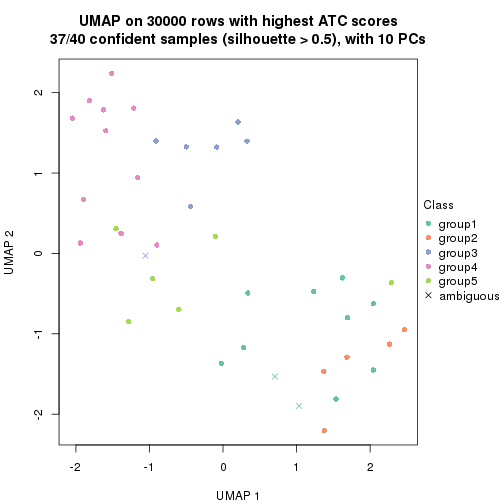 UMAP on 30000 rows with highest ATC scores
37/40 confident samples (silhouette > 0.5), with 10 PCs
2
1
0
-1
-2
UMAP 2
-2
-1
0
1
2
UMAP 1
Class
group1
group2
group3
group4
group5
ambiguous